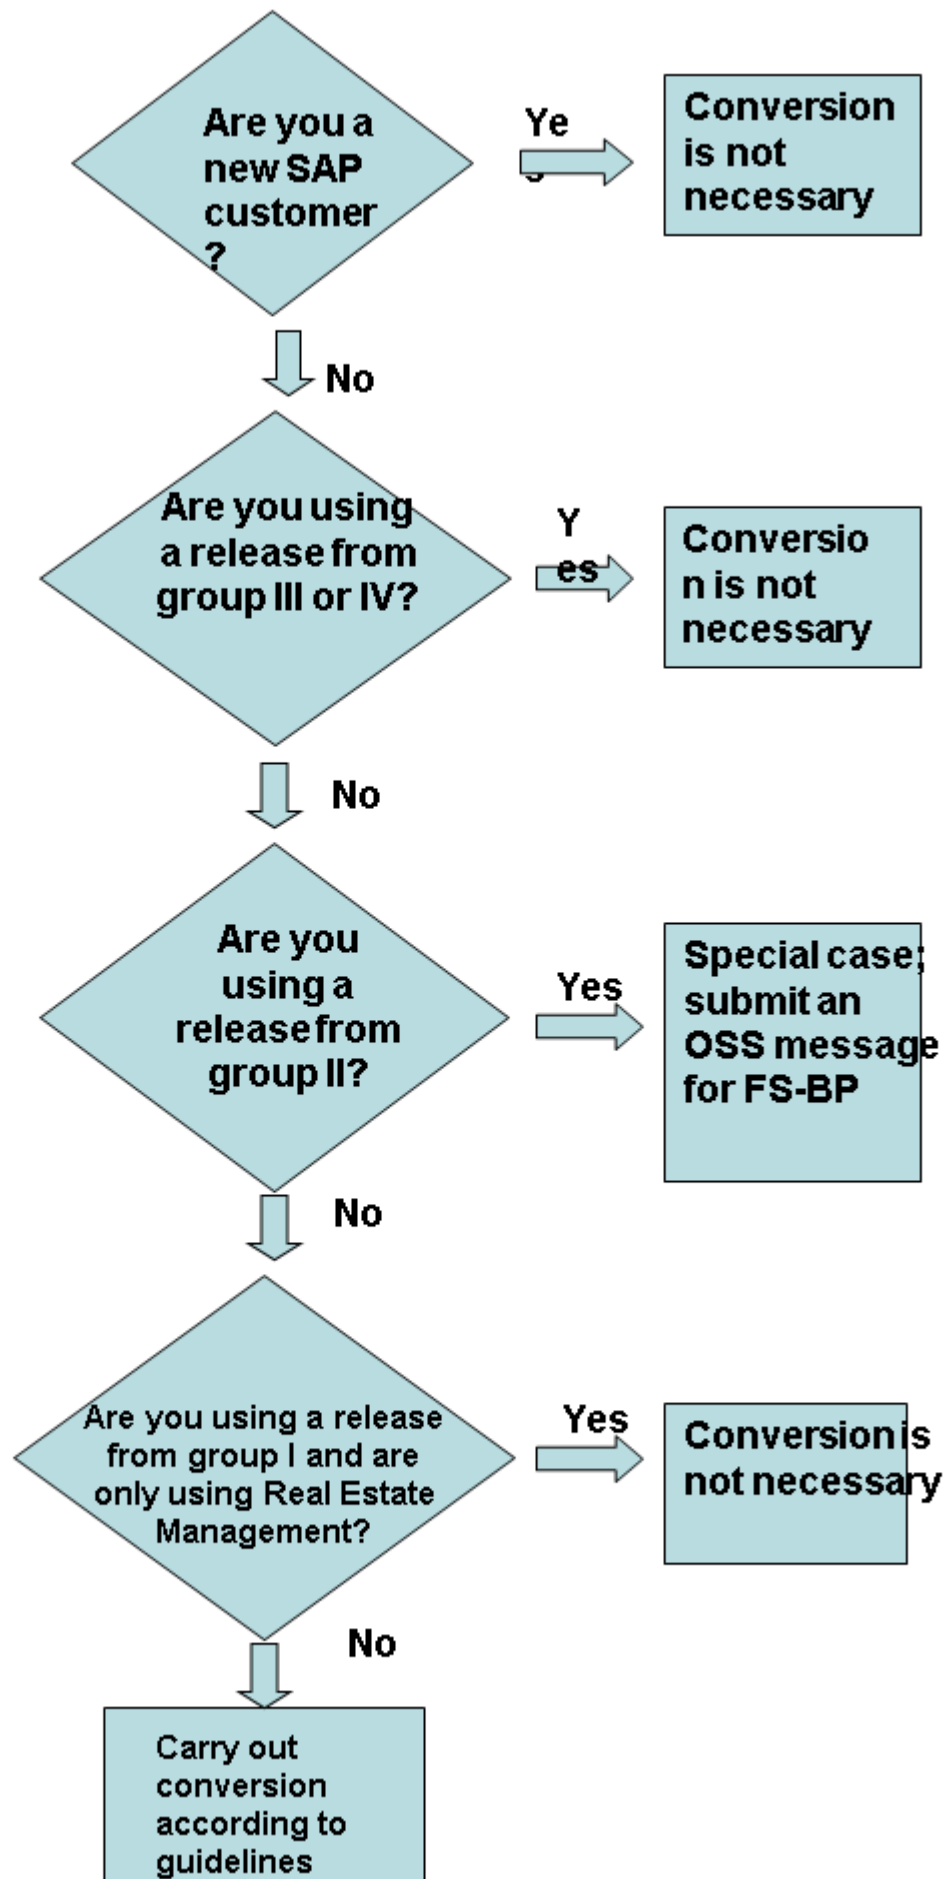 Are you a
new SAP
customer
?
Ye
s
Conversion
is not
necessary
No
Are you using
a release from
group III or IV?
Y
es
Conversio
n is not
necessary
No
Are you
using a
release from
group II?
Yes
Special case;
submit an
OSS message
for FS-BP
No
Are you using a release
from group I and are
only using Real Estate
Management?
Yes
Conversion is
not necessary
No
Carry out
conversion
according to
guidelines